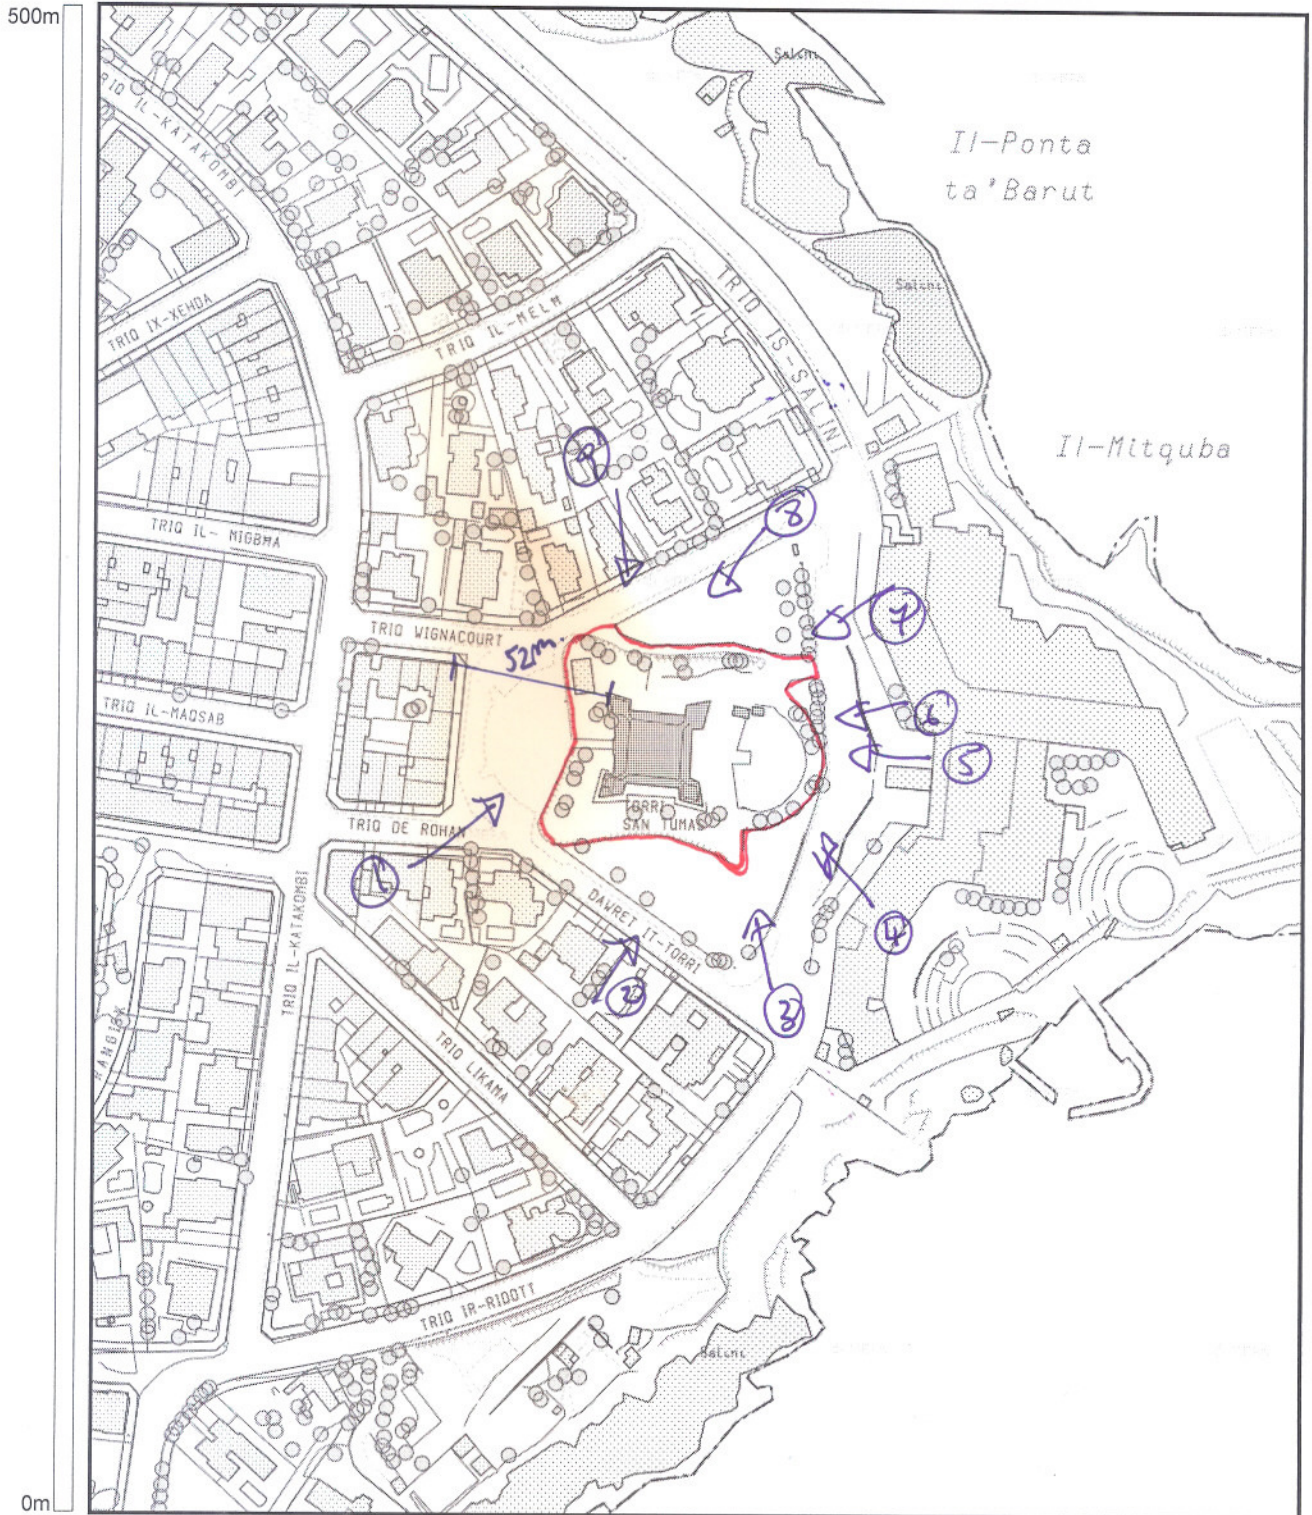 500m
Salini
Il-Ponta
ta'Barut
TRIQ IL-KATAKOMBI
Salini
TRIQ IS-SALINI
TRIQ IX-XEHDA
TRIQ IL-MELH
Il-Mitquba
9
8
TRIQ IL- MIGBHA
7
TRIQ WIGNACOURT
52m.
TRIQ IL-MAQSAB
6
5
TORRI
SAN TUMAS
TRIQ DE ROHAN
1
DAWRET IT-TORRI
4
TRIQ IL-KATAKOMBI
2
3
TRIQ LIKAMA
TRIQ IR-RIDOTT
Salini
0m